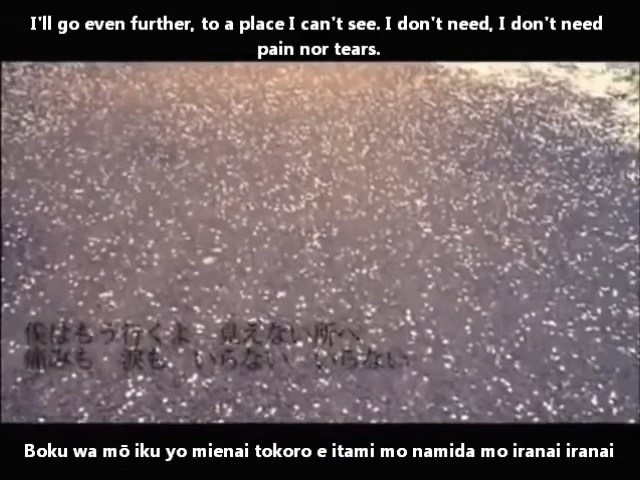 I'll go even further, to a place I can't see. I don't need, I don't need
pain nor tears.
僕はもう行くよ 見えない所へ
痛みも 涙も いらない いらない
Boku wa mō iku yo mienai tokoro e itami mo namida mo iranai iranai